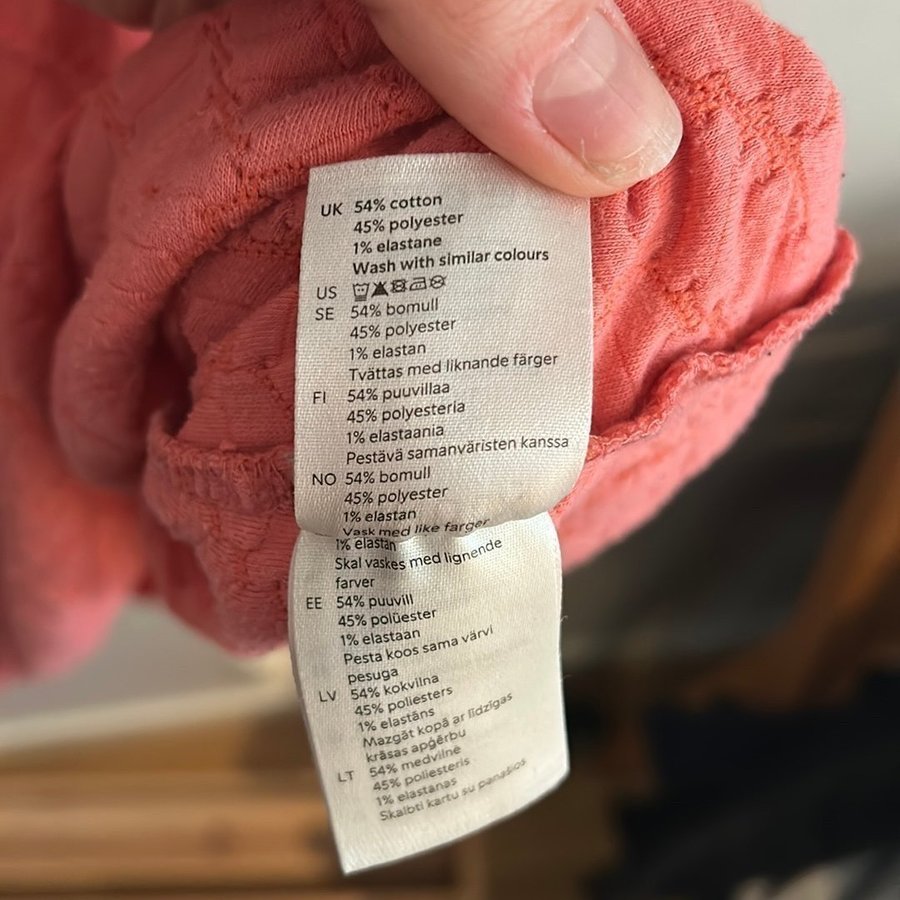 UK 54% cotton
45% polyester
1% elastane
Wash with similar colours
US
SE 54% bomull
45% polyester
1% elastan
Tvättas med liknande färger
FI 54% puuvillaa
45% polyesteria
1% elastaania
Pestävä samanväristen kanssa
NO 54% bomull
45% polyester
1% elastan
Vask med like farger
1% elastan
Skal vaskes med lignende
farver
EE 54% puuvill
45% polüester
1% elastaan
Pesta koos sama värvi
pesuga
LV 54% kokvilna
45% poliesters
1% elastāns
Mazgāt kopā ar līdzīgas
krāsas apģērbu
LT 54% medvilnė
45% poliesteris
1% elastanas
Skalbti kartu su panašios